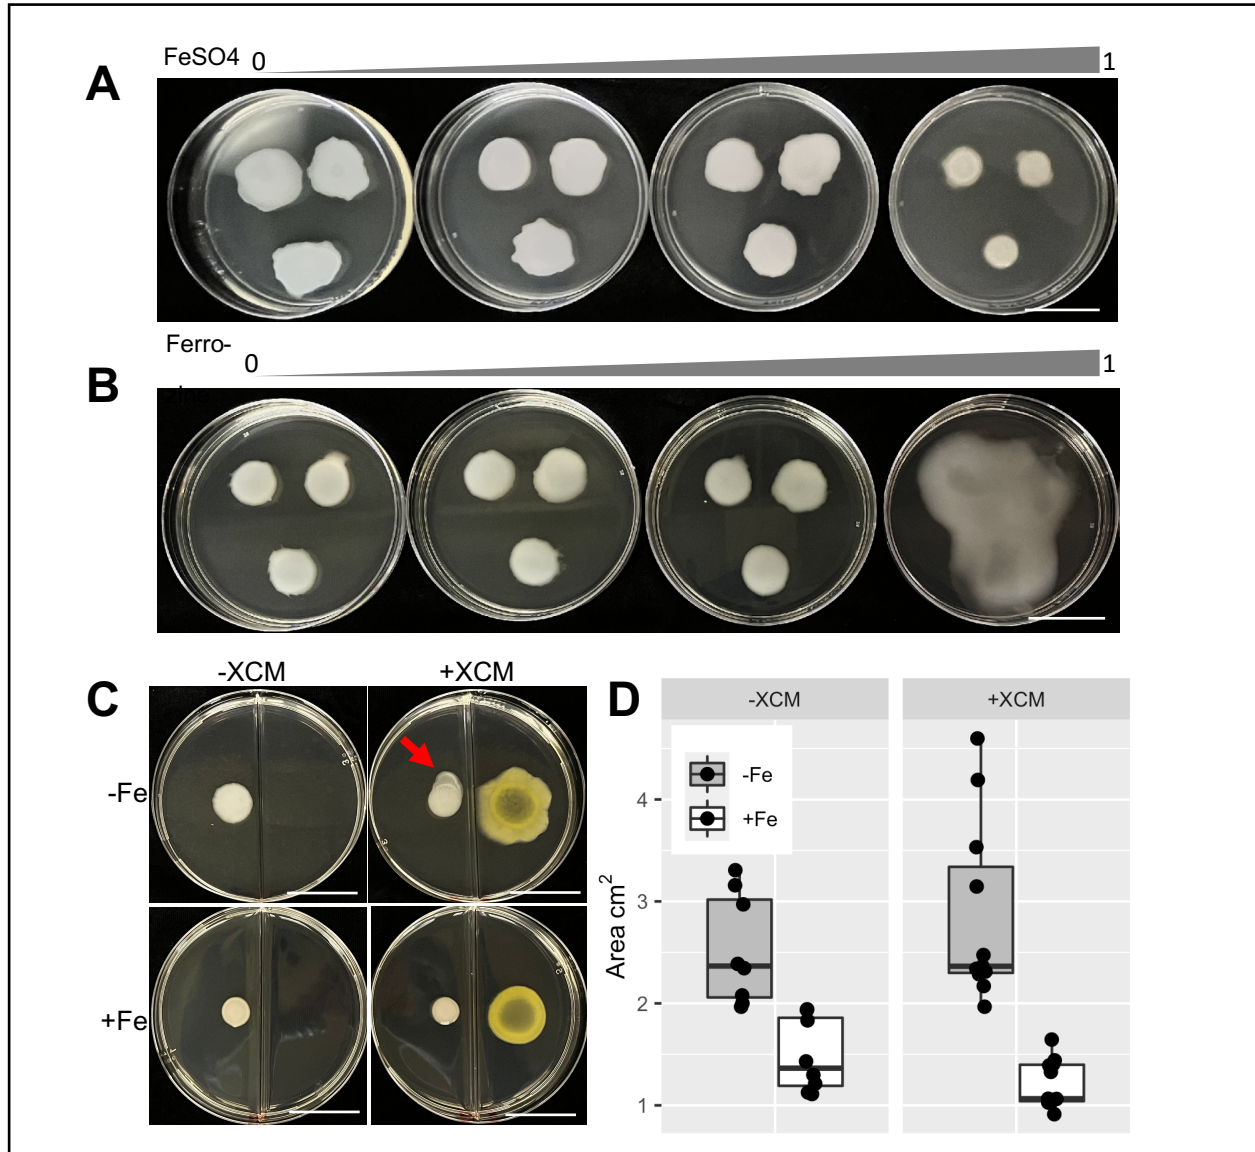 FeSO4 0 1
A
Ferro-
0 1
B
zine
-XCM +XCM
C
-Fe
+Fe
D
-XCM +XCM
-Fe
+Fe
4
3
2
1
Area cm2